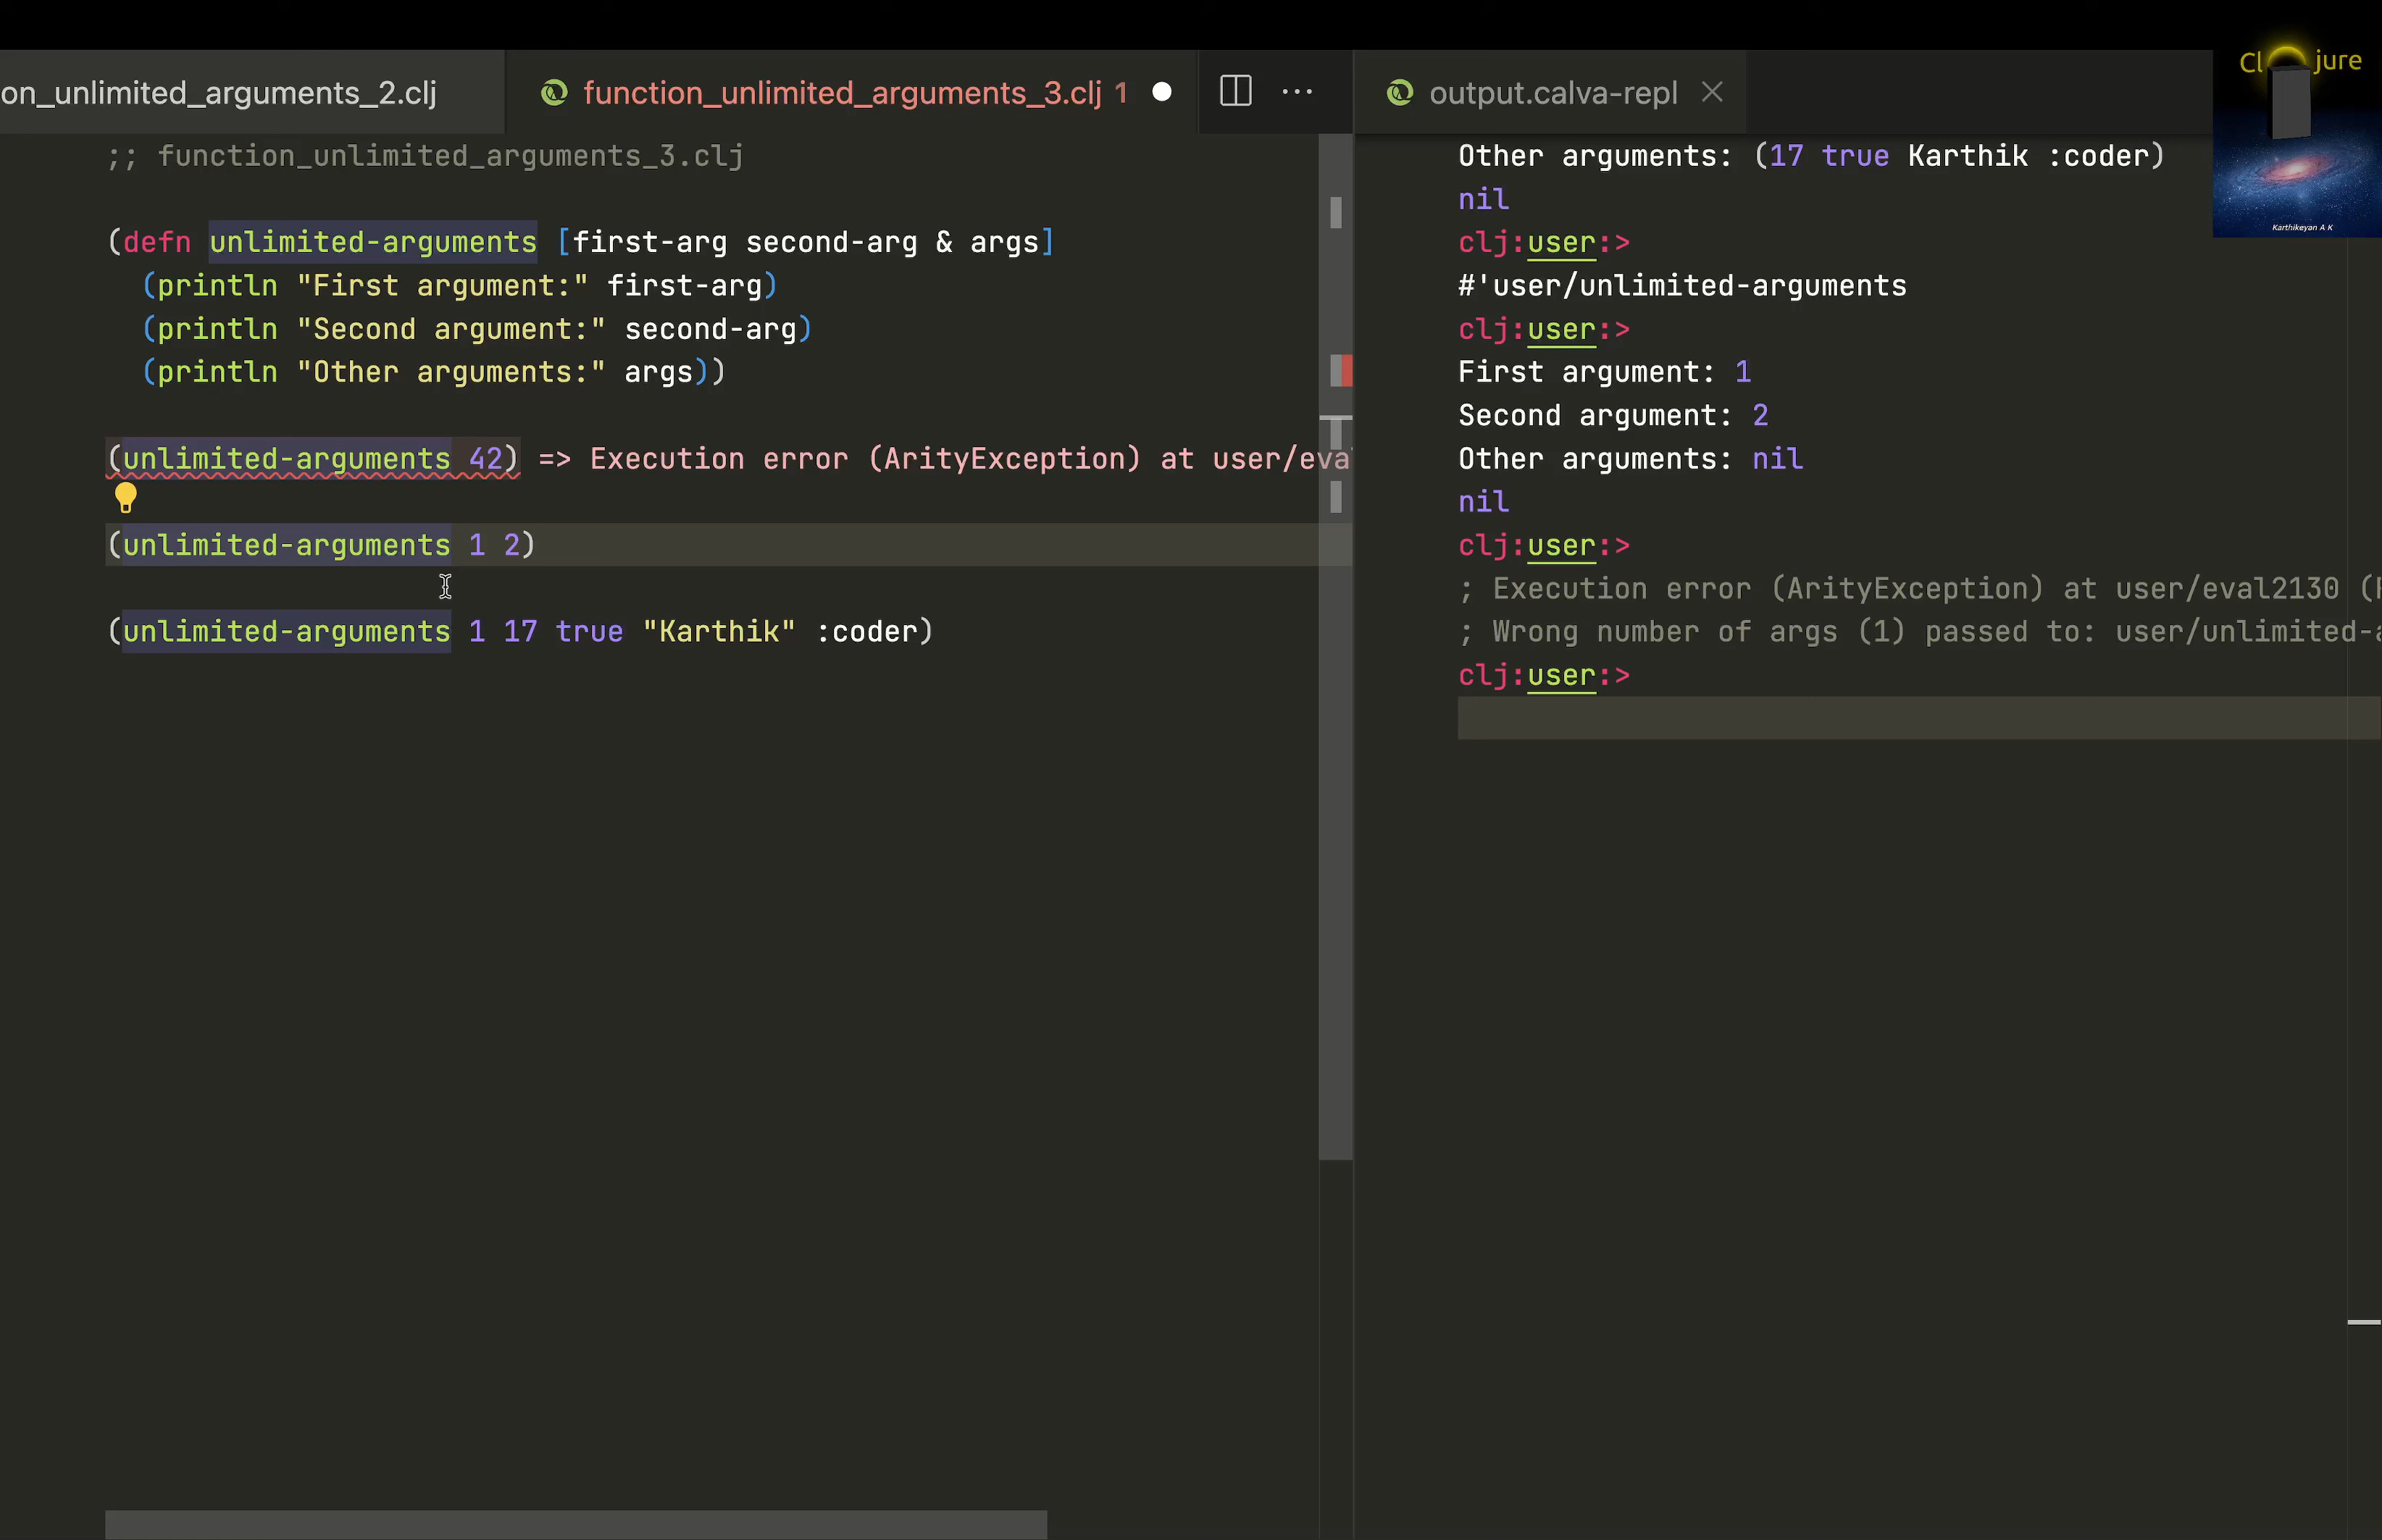 on_unlimited_arguments_2.clj
function_unlimited_arguments_3.clj 1
;; function_unlimited_arguments_3.clj
(defn unlimited-arguments [first-arg second-arg & args]
(println "First argument:" first-arg)
(println "Second argument:" second-arg)
(println "Other arguments:" args))
(unlimited-arguments 42) => Execution error (ArityException) at user/eva
(unlimited-arguments 1 2)
(unlimited-arguments 1 17 true "Karthik" :coder)
output.calva-repl
Other arguments: (17 true Karthik :coder)
nil
clj:user:>
#'user/unlimited-arguments
clj:user:>
First argument: 1
Second argument: 2
Other arguments: nil
nil
clj:user:>
; Execution error (ArityException) at user/eval2130 (
; Wrong number of args (1) passed to: user/unlimited-
clj:user:>
Cl jure
Karthikeyan A K